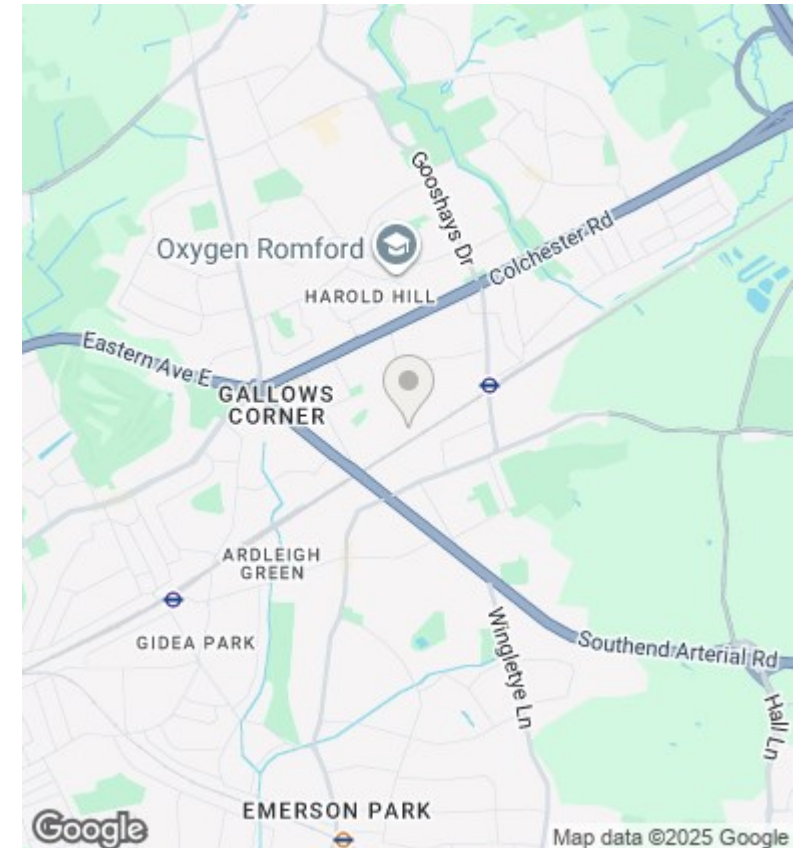 Gooshays Dr
Oxygen Romford
Colchester Rd
HAROLD HILL
Eastern Ave E
GALLOWS
CORNER
ARDLEIGH
GREEN
GIDEA PARK
Wingletye Ln
Southend Arterial Rd
Hall Ln
EMERSON PARK
Google
Map data ©2025 Google